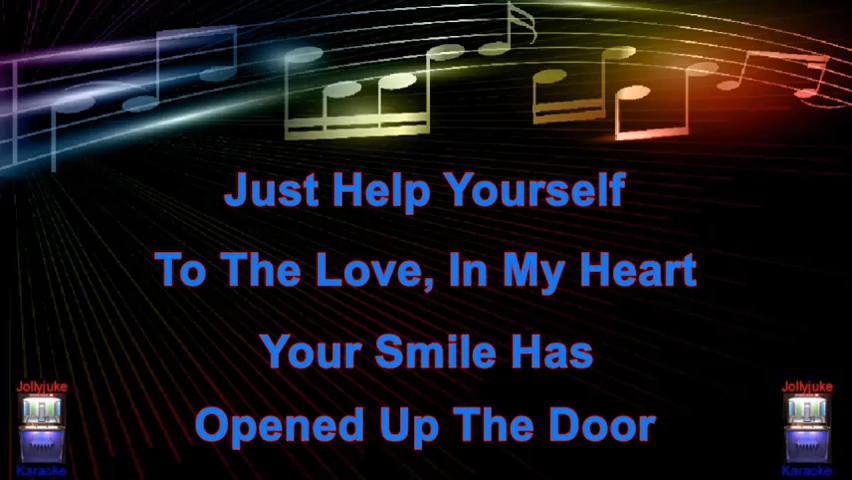 Just Help Yourself
To The Love, In My Heart
Your Smile Has
Opened Up The Door
Jollyjuke
Karaoke
Jollyjuke
Karaoke